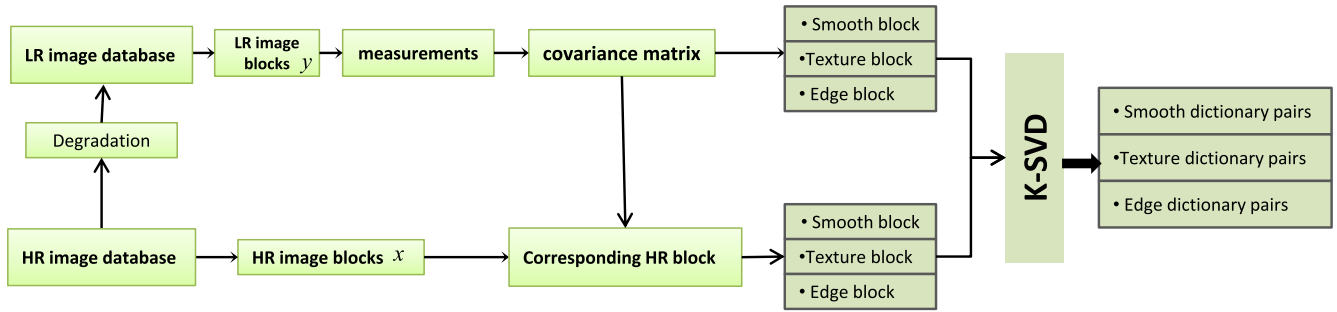 LR image database
LR image
blocks y
measurements
covariance matrix
• Smooth block
•Texture block
• Edge block
Degradation
K-SVD
• Smooth dictionary pairs
•Texture dictionary pairs
• Edge dictionary pairs
HR image database
HR image blocks x
Corresponding HR block
• Smooth block
•Texture block
• Edge block